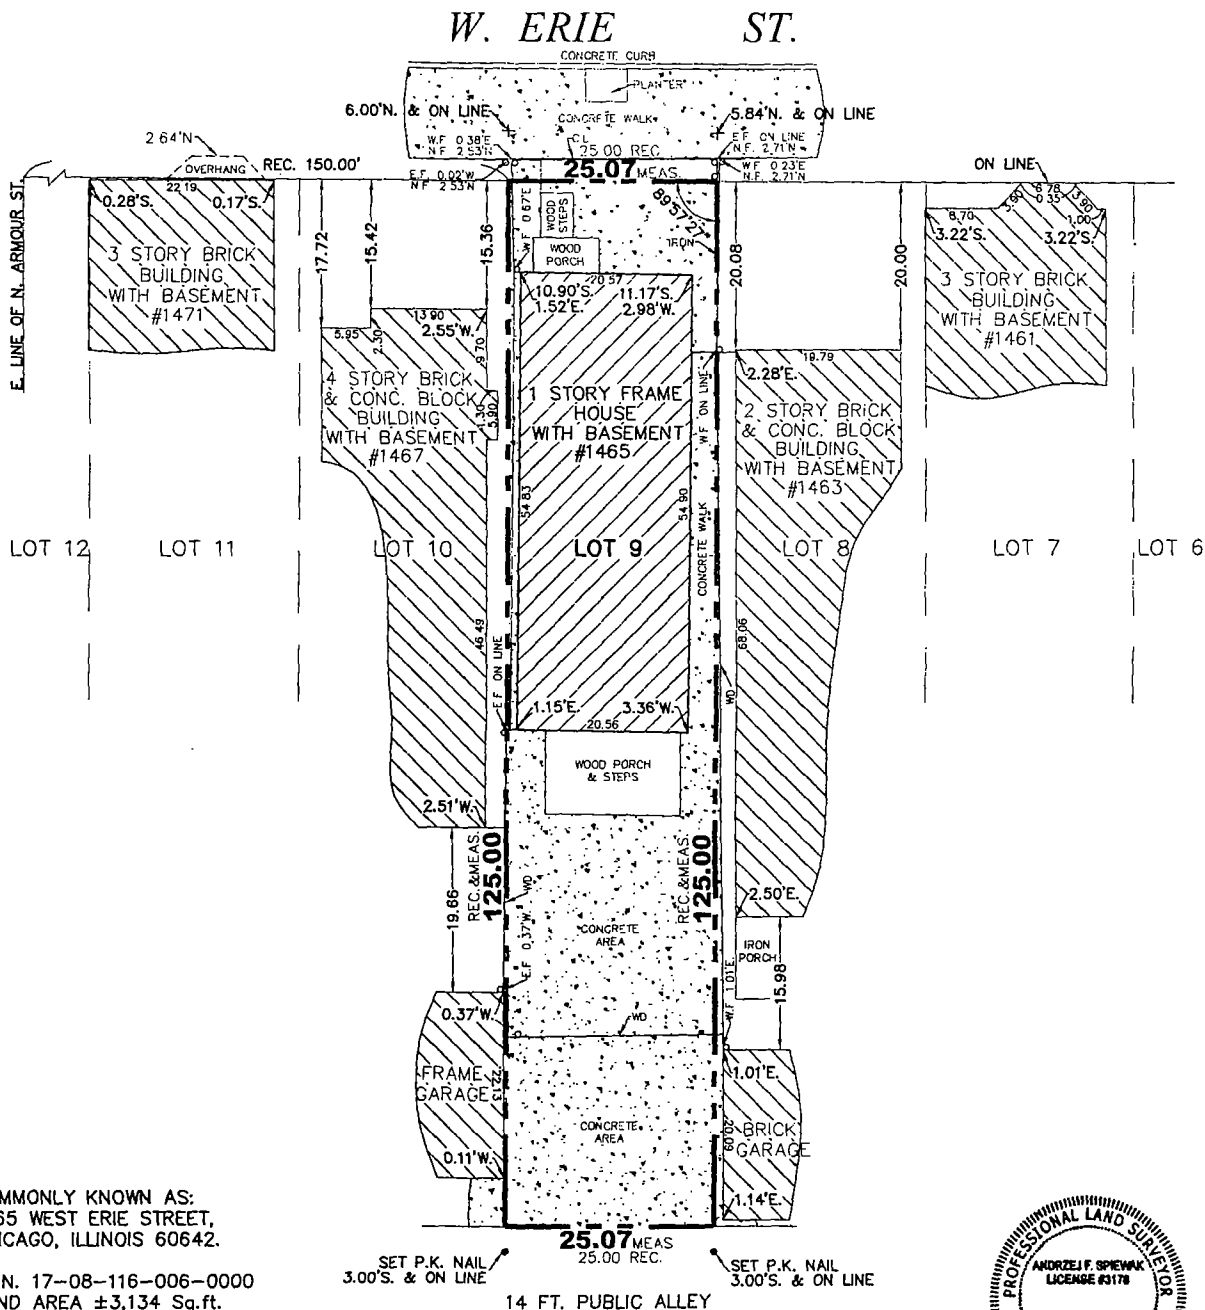 W. ERIE ST.
CONCRETE CURB
PLANTER
6.00'N. & ON LINE
5.84'N. & ON LINE
CONCRETE WALK
C.L.
25.00 REC.
25.07 MEAS.
W.F. 0.38'E
N.F. 2.53'N
E.F. ON LINE
N.F. 2.71'N
E.F. 0.02'W
N.F. 2.53'N
W.F. 0.23'E
N.F. 2.71'N
2.64'N
OVERHANG
REC. 150.00'
ON LINE
E. LINE OF N. ARMOUR ST.
22.19
0.28'S.
0.17'S.
3 STORY BRICK
BUILDING
WITH BASEMENT
#1471
17.72
15.42
15.36
W.F. 0.67'E
WOOD
STEPS
WOOD
PORCH
89°57'27"
IRON
20.08
20.00
8.78
0.35
3.90
3.90
1.00
8.70
3.22'S.
3.22'S.
3 STORY BRICK
BUILDING
WITH BASEMENT
#1461
20.57
10.90'S.
1.52'E.
11.17'S.
2.98'W.
5.95
2.30
13.90
2.55'W.
9.70
1.30
5.90
4 STORY BRICK
& CONC. BLOCK
BUILDING
WITH BASEMENT
#1467
1 STORY FRAME
HOUSE
WITH BASEMENT
#1465
W.F. ON LINE
19.79
2.28'E.
2 STORY BRICK
& CONC. BLOCK
BUILDING
WITH BASEMENT
#1463
54.83
54.90
CONCRETE WALK
LOT 12
LOT 11
LOT 10
LOT 9
LOT 8
LOT 7
LOT 6
46.49
E.F. ON LINE
68.06
WD
1.15'E.
3.36'W.
20.56
WOOD PORCH
& STEPS
2.51'W.
125.00
REC.&MEAS.
125.00
REC.&MEAS.
19.66
WD
E.F. 0.37'W.
2.50'E.
CONCRETE
AREA
IRON
PORCH
15.98
W.F. 1.01'E.
0.37'W.
WD
FRAME
GARAGE
22.13
1.01'E.
CONCRETE
AREA
20.09
BRICK
GARAGE
0.11'W.
1.14'E.
25.07 MEAS
25.00 REC.
SET P.K. NAIL
3.00'S. & ON LINE
SET P.K. NAIL
3.00'S. & ON LINE
14 FT. PUBLIC ALLEY
MMONLY KNOWN AS:
65 WEST ERIE STREET,
ICAGO, ILLINOIS 60642.
N. 17-08-116-006-0000
ND AREA ±3,134 Sq.ft.
PROFESSIONAL LAND SURVEYOR
ANDRZEJ F. SPIEWAK
LICENSE #3178